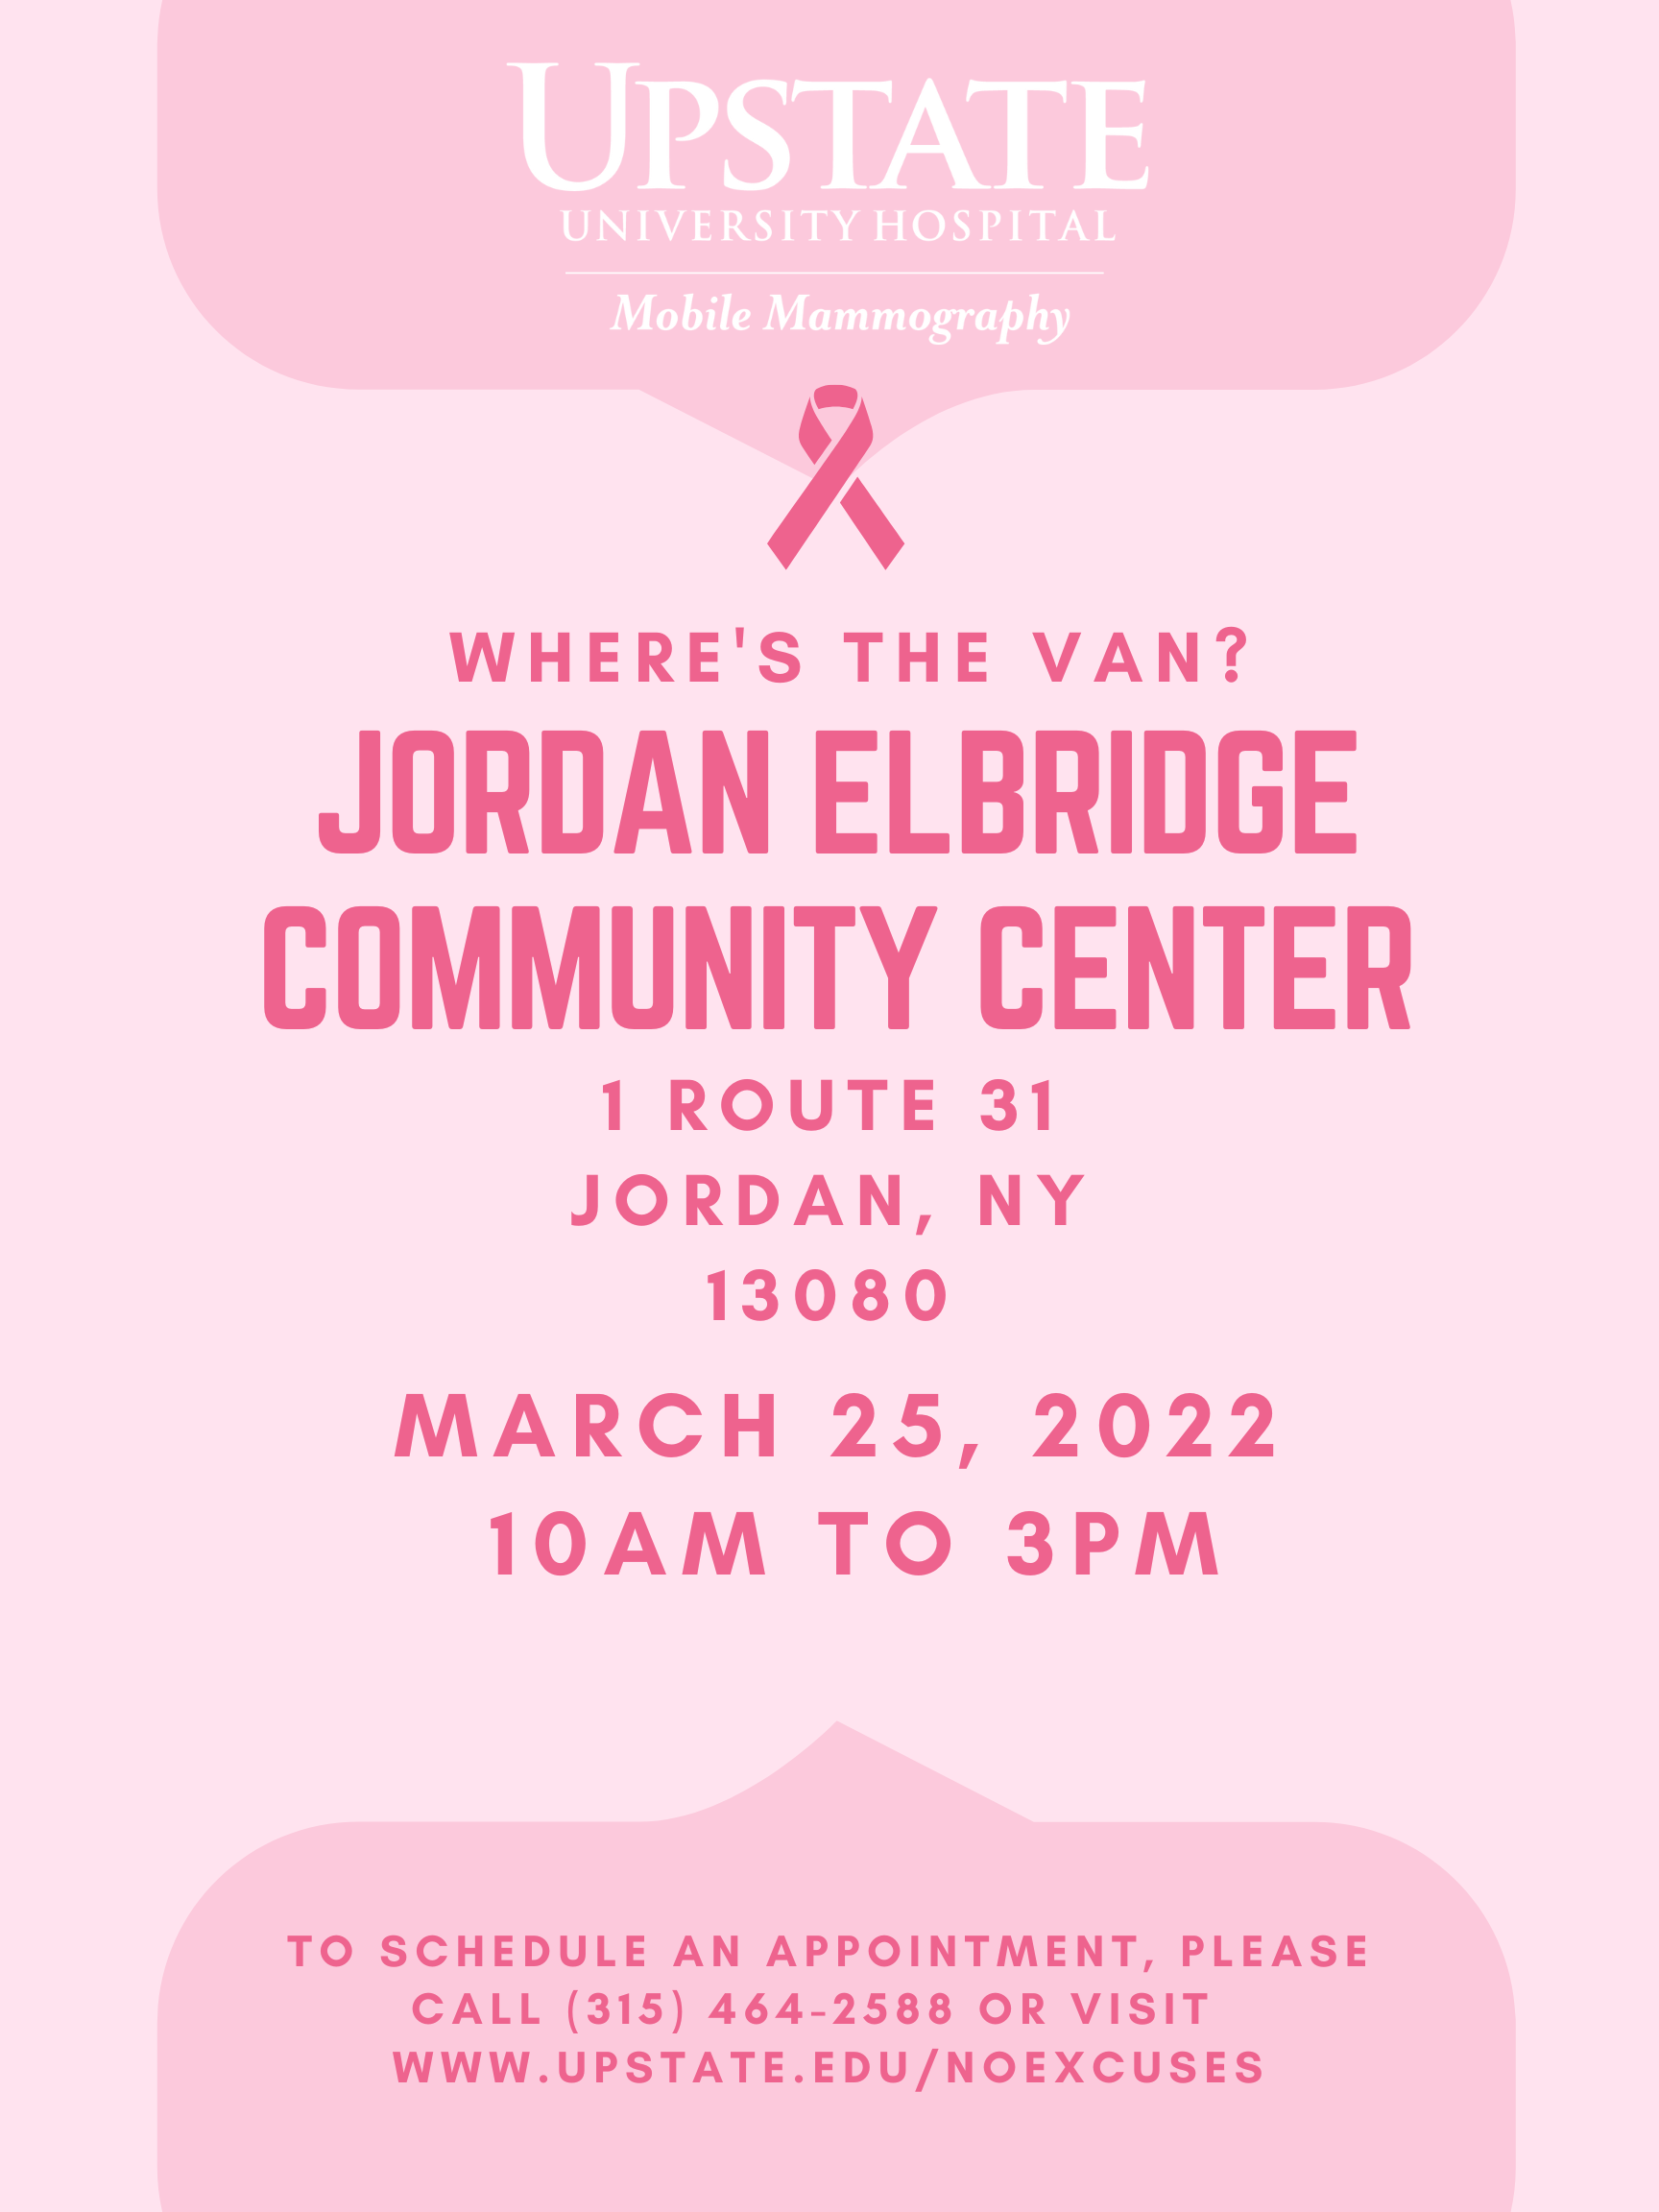 UPSTATE
UNIVERSITY HOSPITAL
Mobile Mammography
WHERE'S THE VAN?
JORDAN ELBRIDGE
COMMUNITY CENTER
1 ROUTE 31
JORDAN, NY
13080
MARCH 25, 2022
10AM TO 3PM
TO SCHEDULE AN APPOINTMENT, PLEASE
CALL (315) 464-2588 OR VISIT
WWW.UPSTATE.EDU/NOEXCUSES